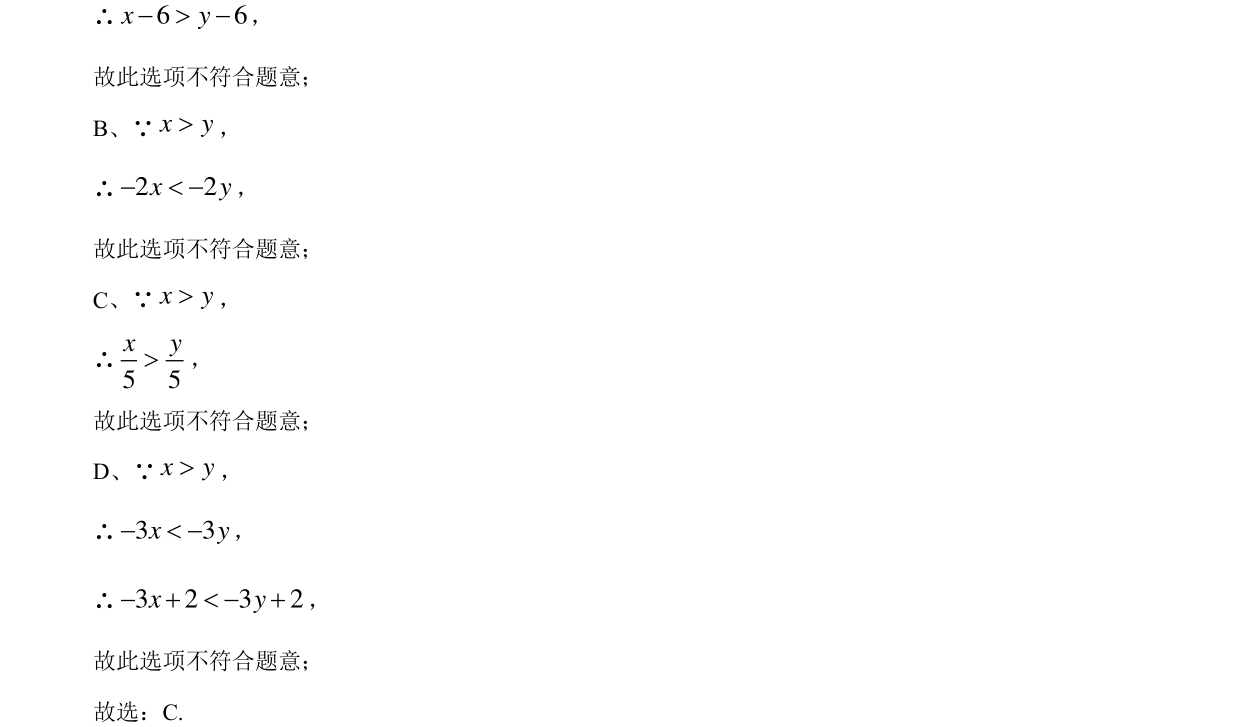 ∴ x−6 > y−6，
故此选项不符合题意；
B、∵ x > y，
∴ −2x < −2y，
故此选项不符合题意；
C、∵ x > y，
∴ x/5 > y/5，
故此选项不符合题意；
D、∵ x > y，
∴ −3x < −3y，
∴ −3x+2 < −3y+2，
故此选项不符合题意；
故选：C.